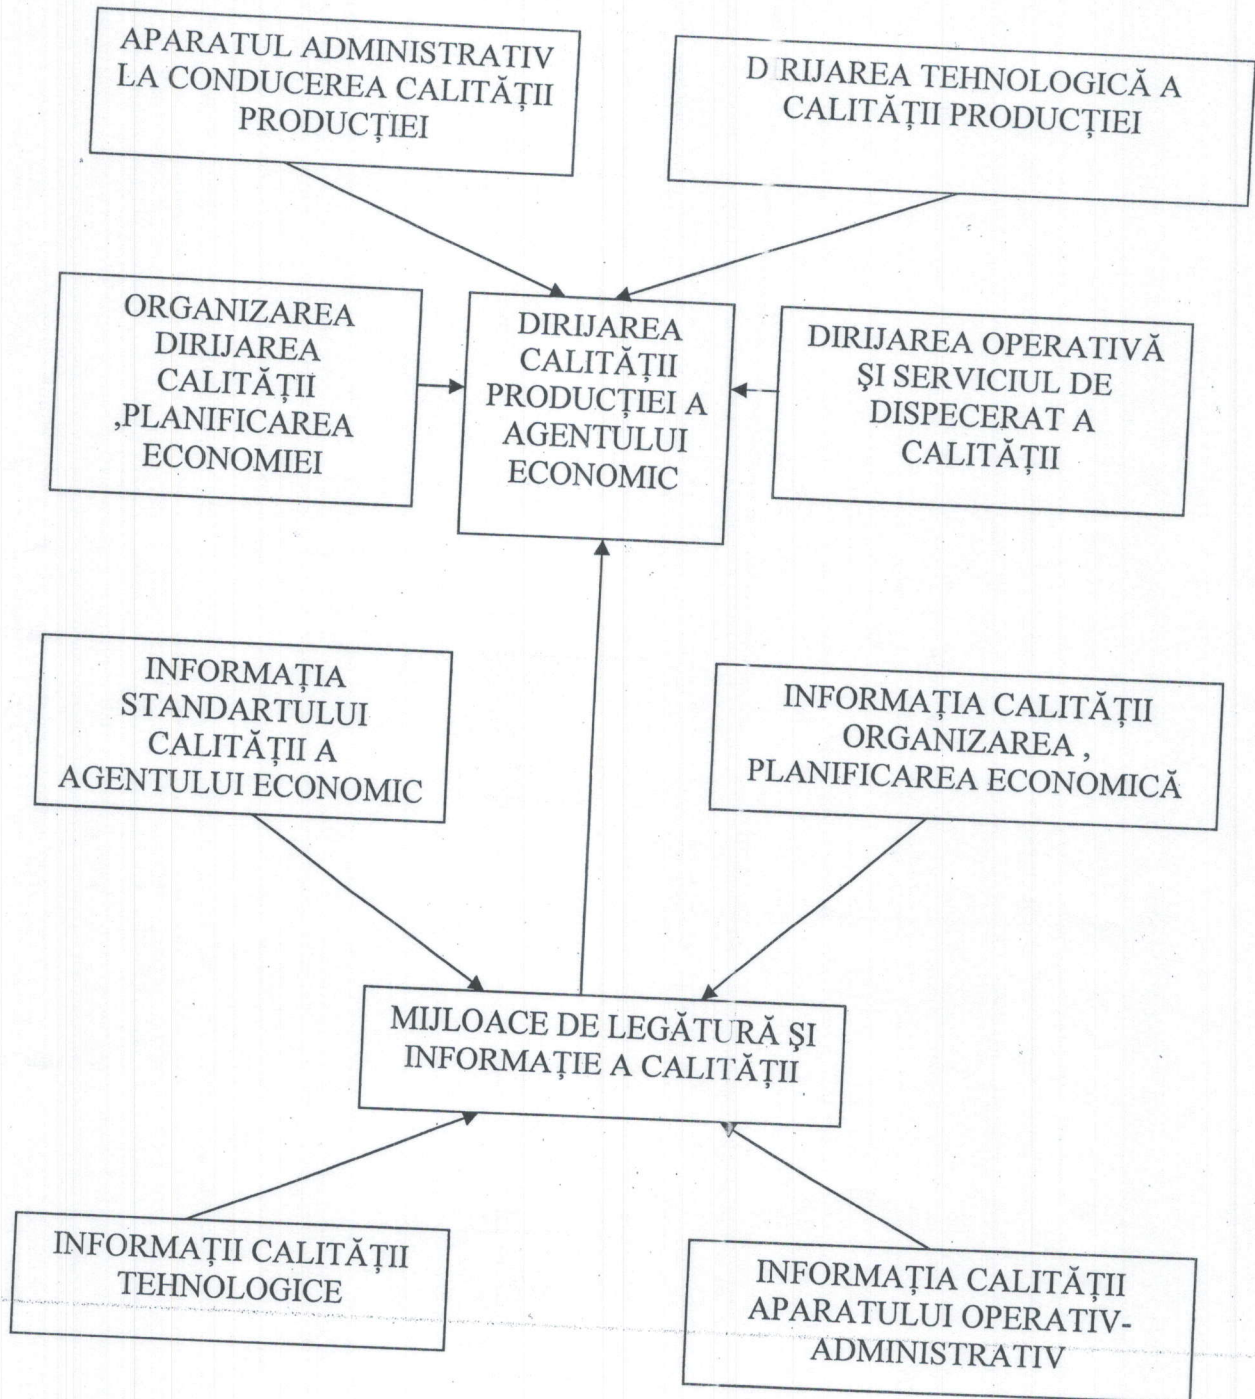 APARATUL ADMINISTRATIV
LA CONDUCEREA CALITĂȚII
PRODUCȚIEI
D RIJAREA TEHNOLOGICĂ A
CALITĂȚII PRODUCȚIEI
ORGANIZAREA
DIRIJAREA
CALITĂȚII
,PLANIFICAREA
ECONOMIEI
DIRIJAREA
CALITĂȚII
PRODUCȚIEI A
AGENTULUI
ECONOMIC
DIRIJAREA OPERATIVĂ
ŞI SERVICIUL DE
DISPECERAT A
CALITĂȚII
INFORMAȚIA
STANDARTULUI
CALITĂȚII A
AGENTULUI ECONOMIC
INFORMAȚIA CALITĂȚII
ORGANIZAREA ,
PLANIFICAREA ECONOMICĂ
MIJLOACE DE LEGĂTURĂ ŞI
INFORMAȚIE A CALITĂȚII
INFORMAȚII CALITĂȚII
TEHNOLOGICE
INFORMAȚIA CALITĂȚII
APARATULUI OPERATIV-
ADMINISTRATIV